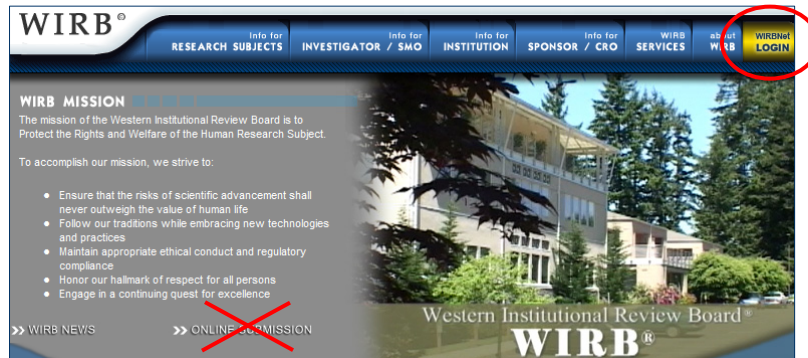 WIRB®
Info for
RESEARCH SUBJECTS
Info for
INVESTIGATOR / SMO
Info for
INSTITUTION
Info for
SPONSOR / CRO
WIRB
SERVICES
about
WIRB
WIRBNet
LOGIN
WIRB MISSION
The mission of the Western Institutional Review Board is to
Protect the Rights and Welfare of the Human Research Subject.
To accomplish our mission, we strive to:
● Ensure that the risks of scientific advancement shall
never outweigh the value of human life
● Follow our traditions while embracing new technologies
and practices
● Maintain appropriate ethical conduct and regulatory
compliance
● Honor our hallmark of respect for all persons
● Engage in a continuing quest for excellence
>> WIRB NEWS
>> ONLINE SUBMISSION
Western Institutional Review Board®
WIRB®